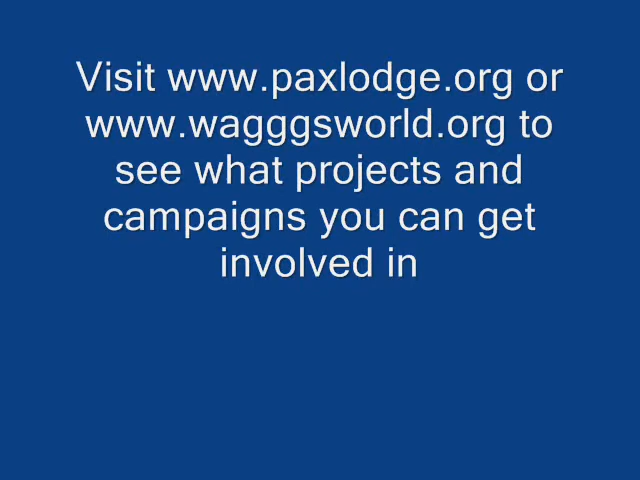 Visit www.paxlodge.org or
www.wagggsworld.org to
see what projects and
campaigns you can get
involved in